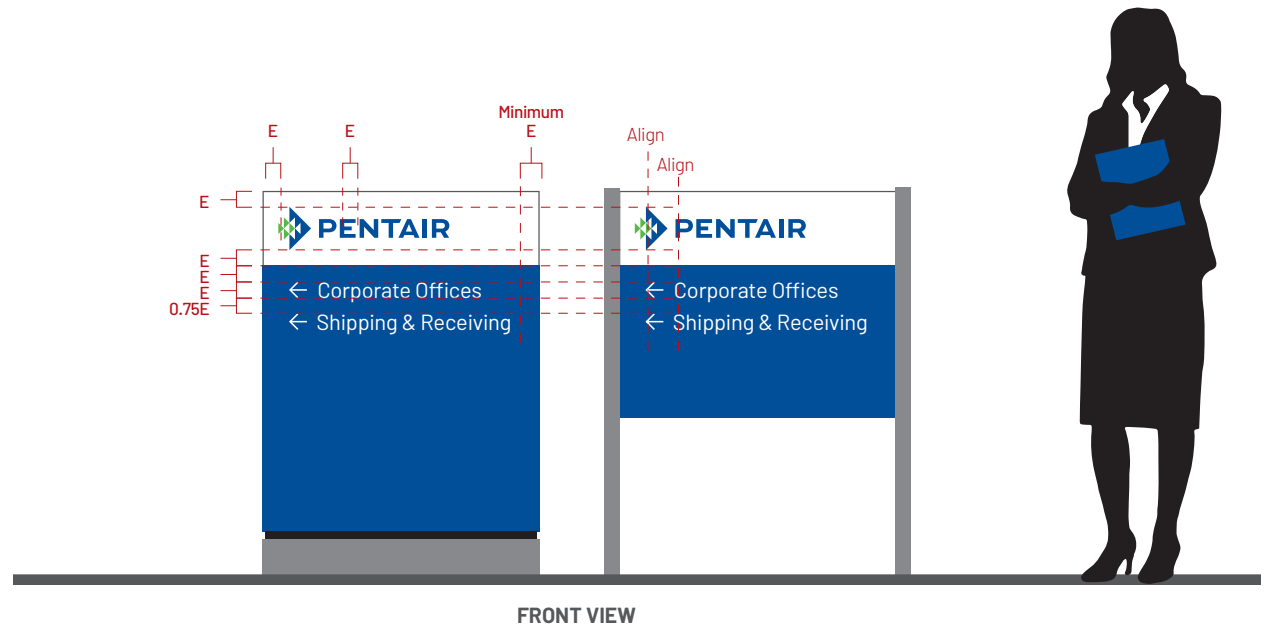 Minimum
E
E
E
Align
Align
E
PENTAIR
PENTAIR
E
E
E
0.75E
← Corporate Offices
← Shipping & Receiving
← Corporate Offices
← Shipping & Receiving
FRONT VIEW